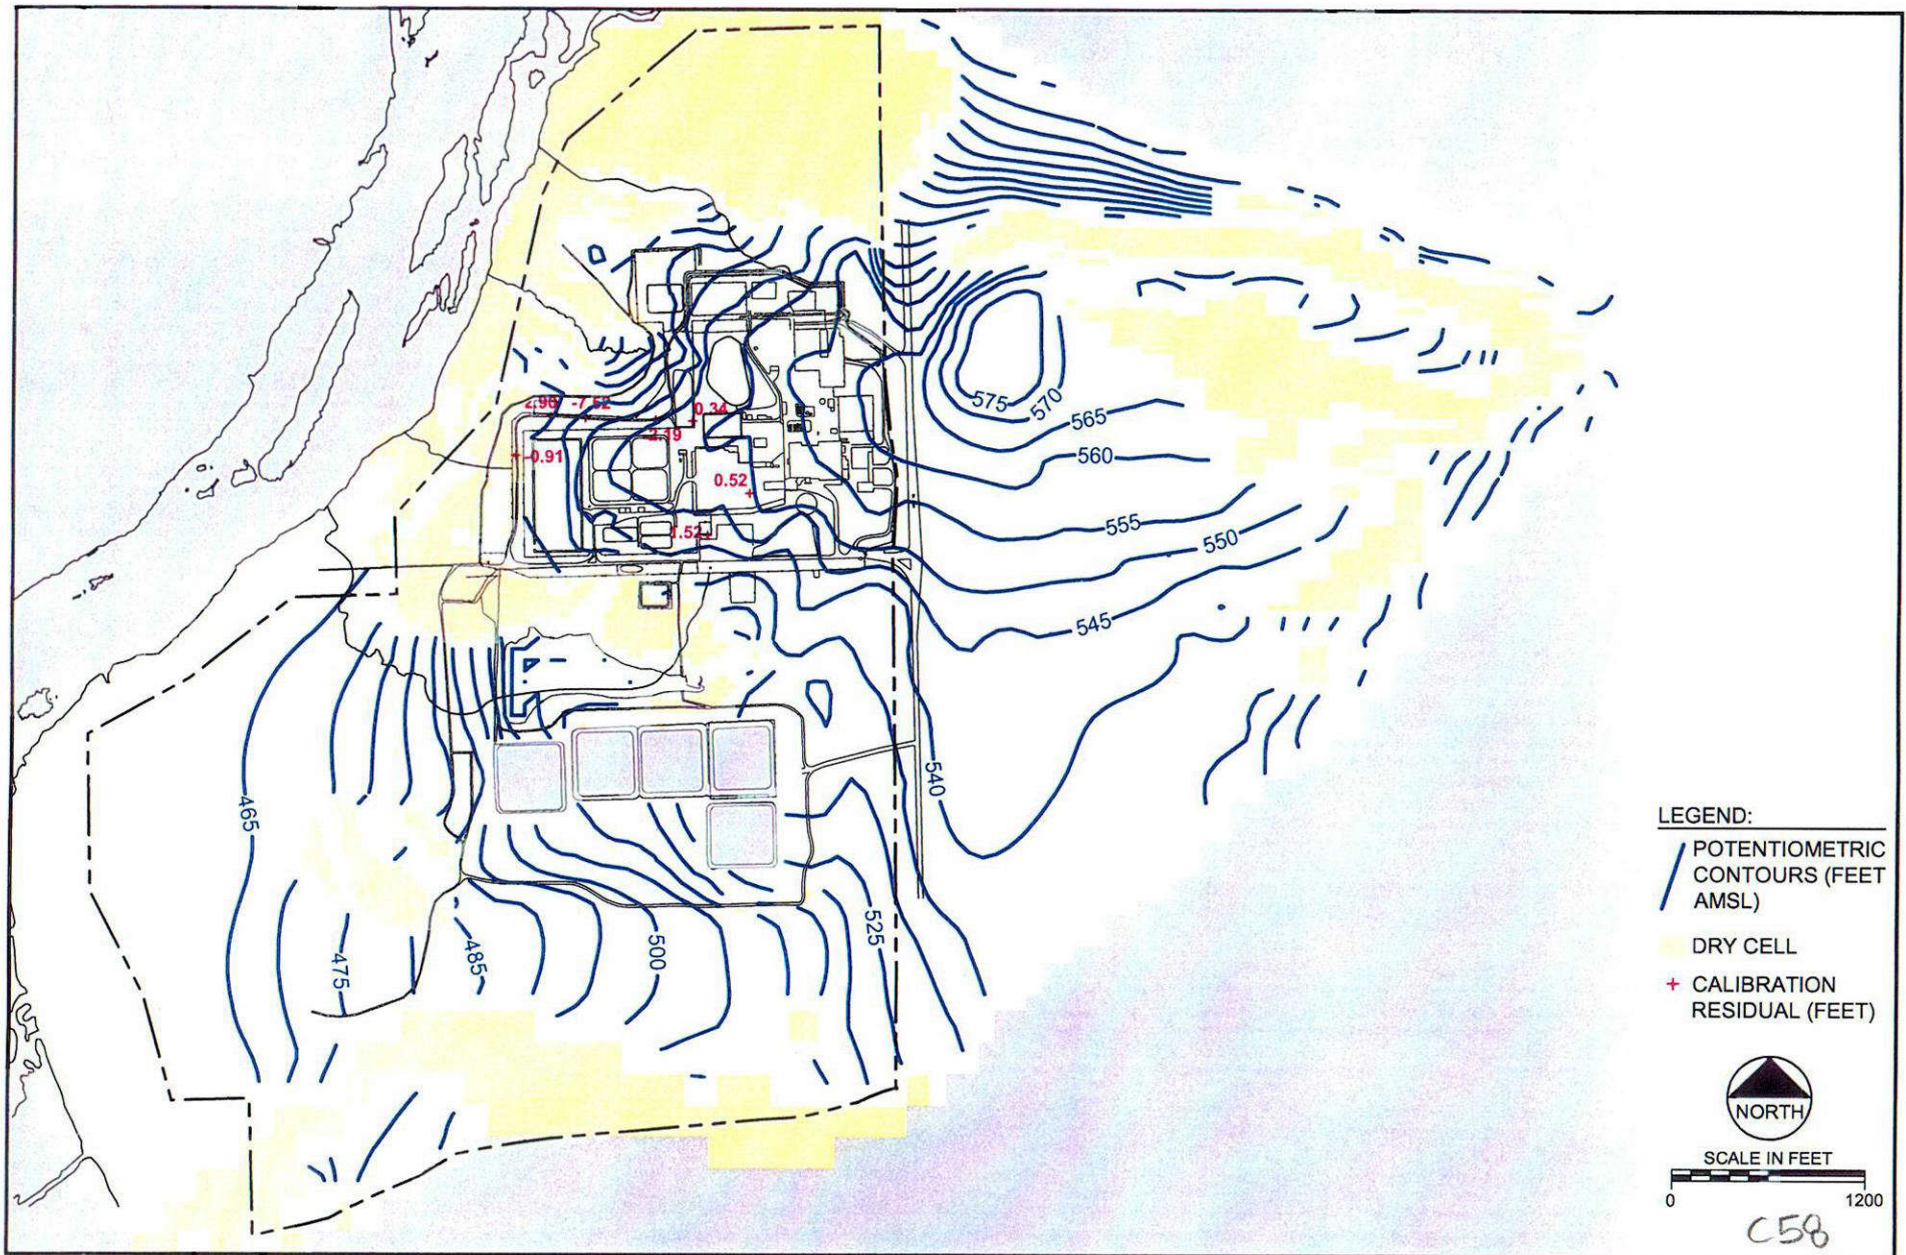 2.90
-7.52
0.34
-2.19
-0.91
0.52
1.52
575
570
565
560
555
550
545
540
465
475
485
500
525
LEGEND:
POTENTIOMETRIC
CONTOURS (FEET
AMSL)
DRY CELL
+ CALIBRATION
RESIDUAL (FEET)
NORTH
SCALE IN FEET
0
1200
C58